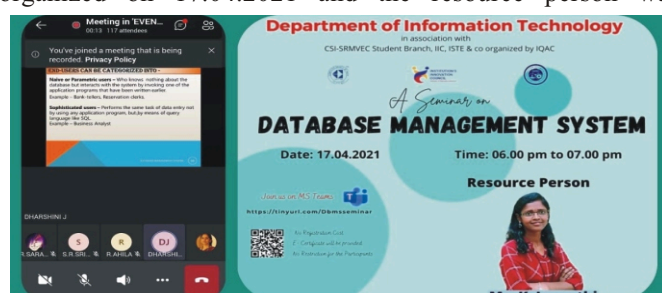 organized on 17.04.2021 and the resource person we
Meeting in 'EVEN...
00:13 117 attendees
You've joined a meeting that is being
recorded. Privacy Policy
END-USERS CAN BE CATEGORIZED INTO -
Naive or Parametric users – Who knows nothing about the
database but interacts with the system by invoking one of the
application programs that have been written earlier
Example – Bank tellers, Reservation clerks.
Sophisticated users – Performs the same task of data entry not
by using any application program, but,by means of query
language like SQL.
Example – Business Analyst
DHARSHINI J
S
R
DJ
R.SARA...
S.R.SRI...
R.AHILA
DHARSHI...
Department of Information Technology
in association with
CSI-SRMVEC Student Branch, IIC, ISTE & co organized by IQAC
A Seminar on
DATABASE MANAGEMENT SYSTEM
Date: 17.04.2021
Time: 06.00 pm to 07.00 pm
Resource Person
Join us on MS Teams
https://tinyurl.com/Dbmsseminar
No Registration Cost
E - Certificate will be provided
No Restriction for the Participants